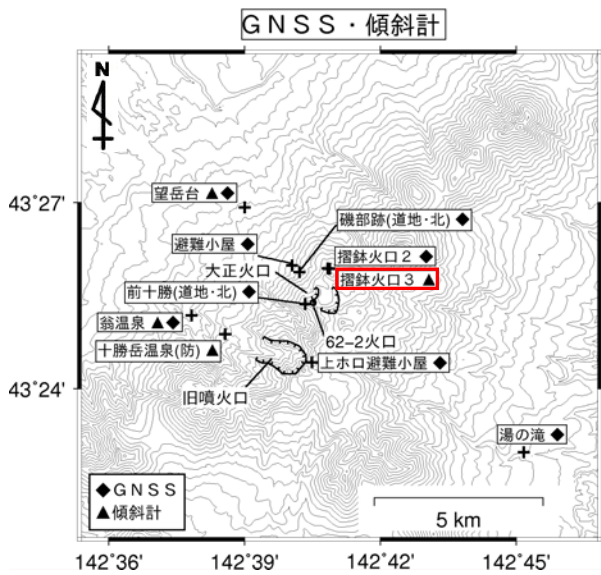 GNSS・傾斜計
N
43˚27'
望岳台 ▲◆
磯部跡(道地・北) ◆
避難小屋 ◆
摺鉢火口2 ◆
大正火口
摺鉢火口3 ▲
前十勝(道地・北) ◆
翁温泉 ▲◆
62-2火口
十勝岳温泉(防) ▲
上ホロ避難小屋 ◆
43˚24'
旧噴火口
湯の滝 ◆
◆GNSS
▲傾斜計
5 km
142˚36' 142˚39' 142˚42' 142˚45'